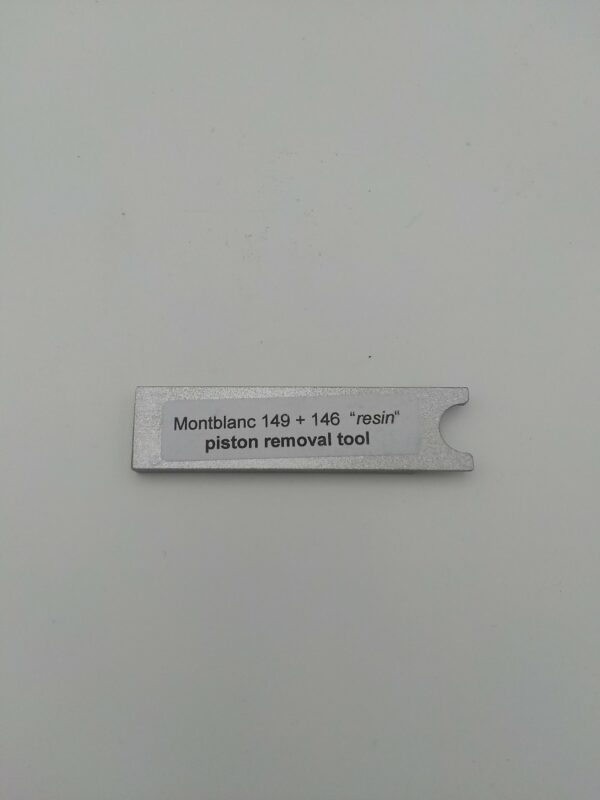 Montblanc 149 + 146 “resin“
piston removal tool